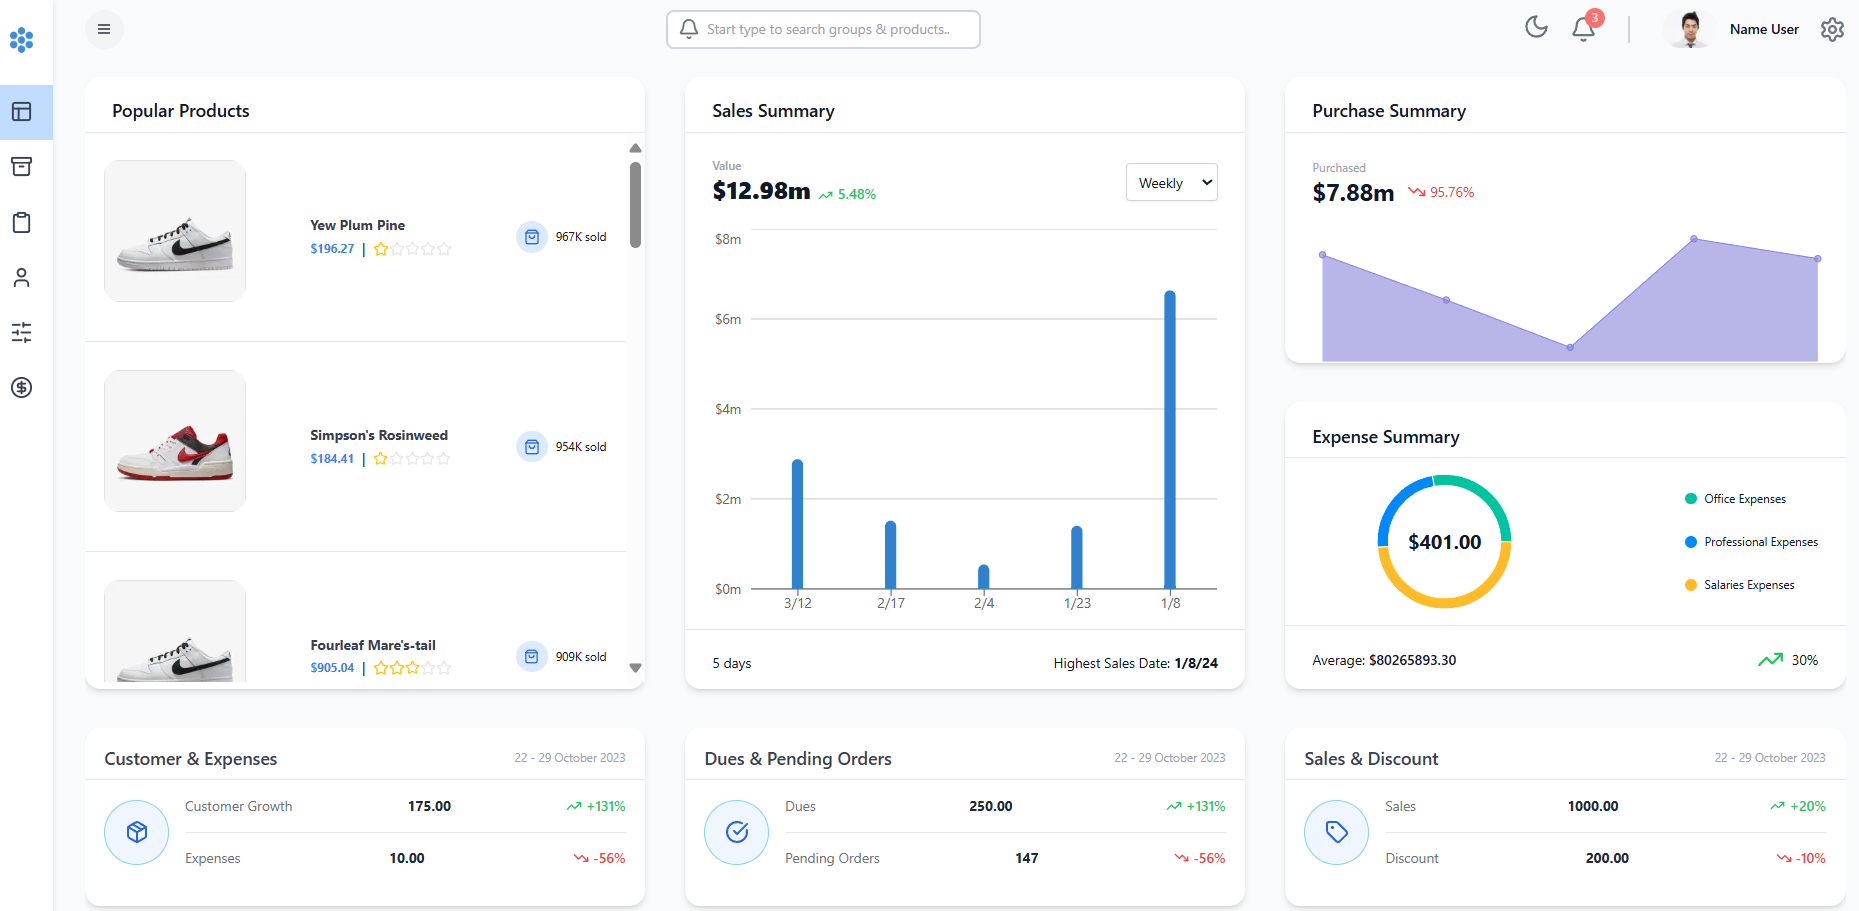 Start type to search groups & products..
3
Name User
Popular Products
Yew Plum Pine
$196.27 |
967K sold
Simpson's Rosinweed
$184.41 |
954K sold
Fourleaf Mare's-tail
$905.04 |
909K sold
Sales Summary
Value
$12.98m 5.48%
Weekly
$8m
$6m
$4m
$2m
$0m
3/12 2/17 2/4 1/23 1/8
5 days Highest Sales Date: 1/8/24
Purchase Summary
Purchased
$7.88m 95.76%
Expense Summary
$401.00
Office Expenses
Professional Expenses
Salaries Expenses
Average: $80265893.30 30%
Customer & Expenses 22 - 29 October 2023
Customer Growth 175.00 +131%
Expenses 10.00 -56%
Dues & Pending Orders 22 - 29 October 2023
Dues 250.00 +131%
Pending Orders 147 -56%
Sales & Discount 22 - 29 October 2023
Sales 1000.00 +20%
Discount 200.00 -10%